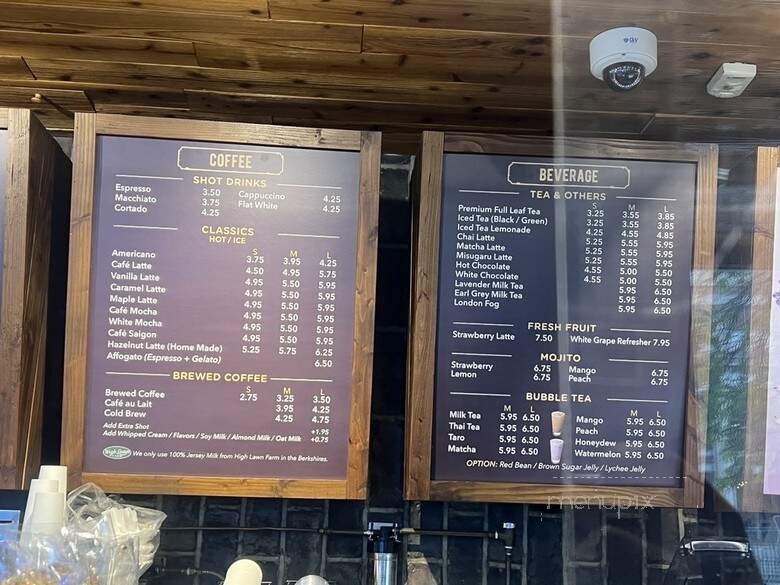 COFFEE
SHOT DRINKS
Espresso 3.50 Cappuccino 4.25
Macchiato 3.75 Flat White 4.25
Cortado 4.25
CLASSICS
HOT / ICE
S M L
Americano 3.75 3.95 4.25
Café Latte 4.50 4.95 5.75
Vanilla Latte 4.95 5.50 5.95
Caramel Latte 4.95 5.50 5.95
Maple Latte 4.95 5.50 5.95
Café Mocha 4.95 5.50 5.95
White Mocha 4.95 5.50 5.95
Café Saigon 4.95 5.50 5.95
Hazelnut Latte (Home Made) 5.25 5.75 6.25
Affogato (Espresso + Gelato) 6.50
BREWED COFFEE
S M L
Brewed Coffee 2.75 3.25 3.50
Café au Lait 3.95 4.25
Cold Brew 4.25 4.75
Add Extra Shot +1.95
Add Whipped Cream / Flavors / Soy Milk / Almond Milk / Oat Milk +0.75
We only use 100% Jersey Milk from High Lawn Farm in the Berkshires.
BEVERAGE
TEA & OTHERS
S M L
Premium Full Leaf Tea 3.25 3.55 3.85
Iced Tea (Black / Green) 3.25 3.55 3.85
Iced Tea Lemonade 4.25 4.55 4.85
Chai Latte 5.25 5.55 5.95
Matcha Latte 5.25 5.55 5.95
Misugaru Latte 5.25 5.55 5.95
Hot Chocolate 4.55 5.00 5.50
White Chocolate 4.55 5.00 5.50
Lavender Milk Tea 5.95 6.50
Earl Grey Milk Tea 5.95 6.50
London Fog 5.95 6.50
FRESH FRUIT
Strawberry Latte 7.50 White Grape Refresher 7.95
MOJITO
Strawberry 6.75 Mango 6.75
Lemon 6.75 Peach 6.75
BUBBLE TEA
M L M L
Milk Tea 5.95 6.50 Mango 5.95 6.50
Thai Tea 5.95 6.50 Peach 5.95 6.50
Taro 5.95 6.50 Honeydew 5.95 6.50
Matcha 5.95 6.50 Watermelon 5.95 6.50
OPTION: Red Bean / Brown Sugar Jelly / Lychee Jelly
menupix